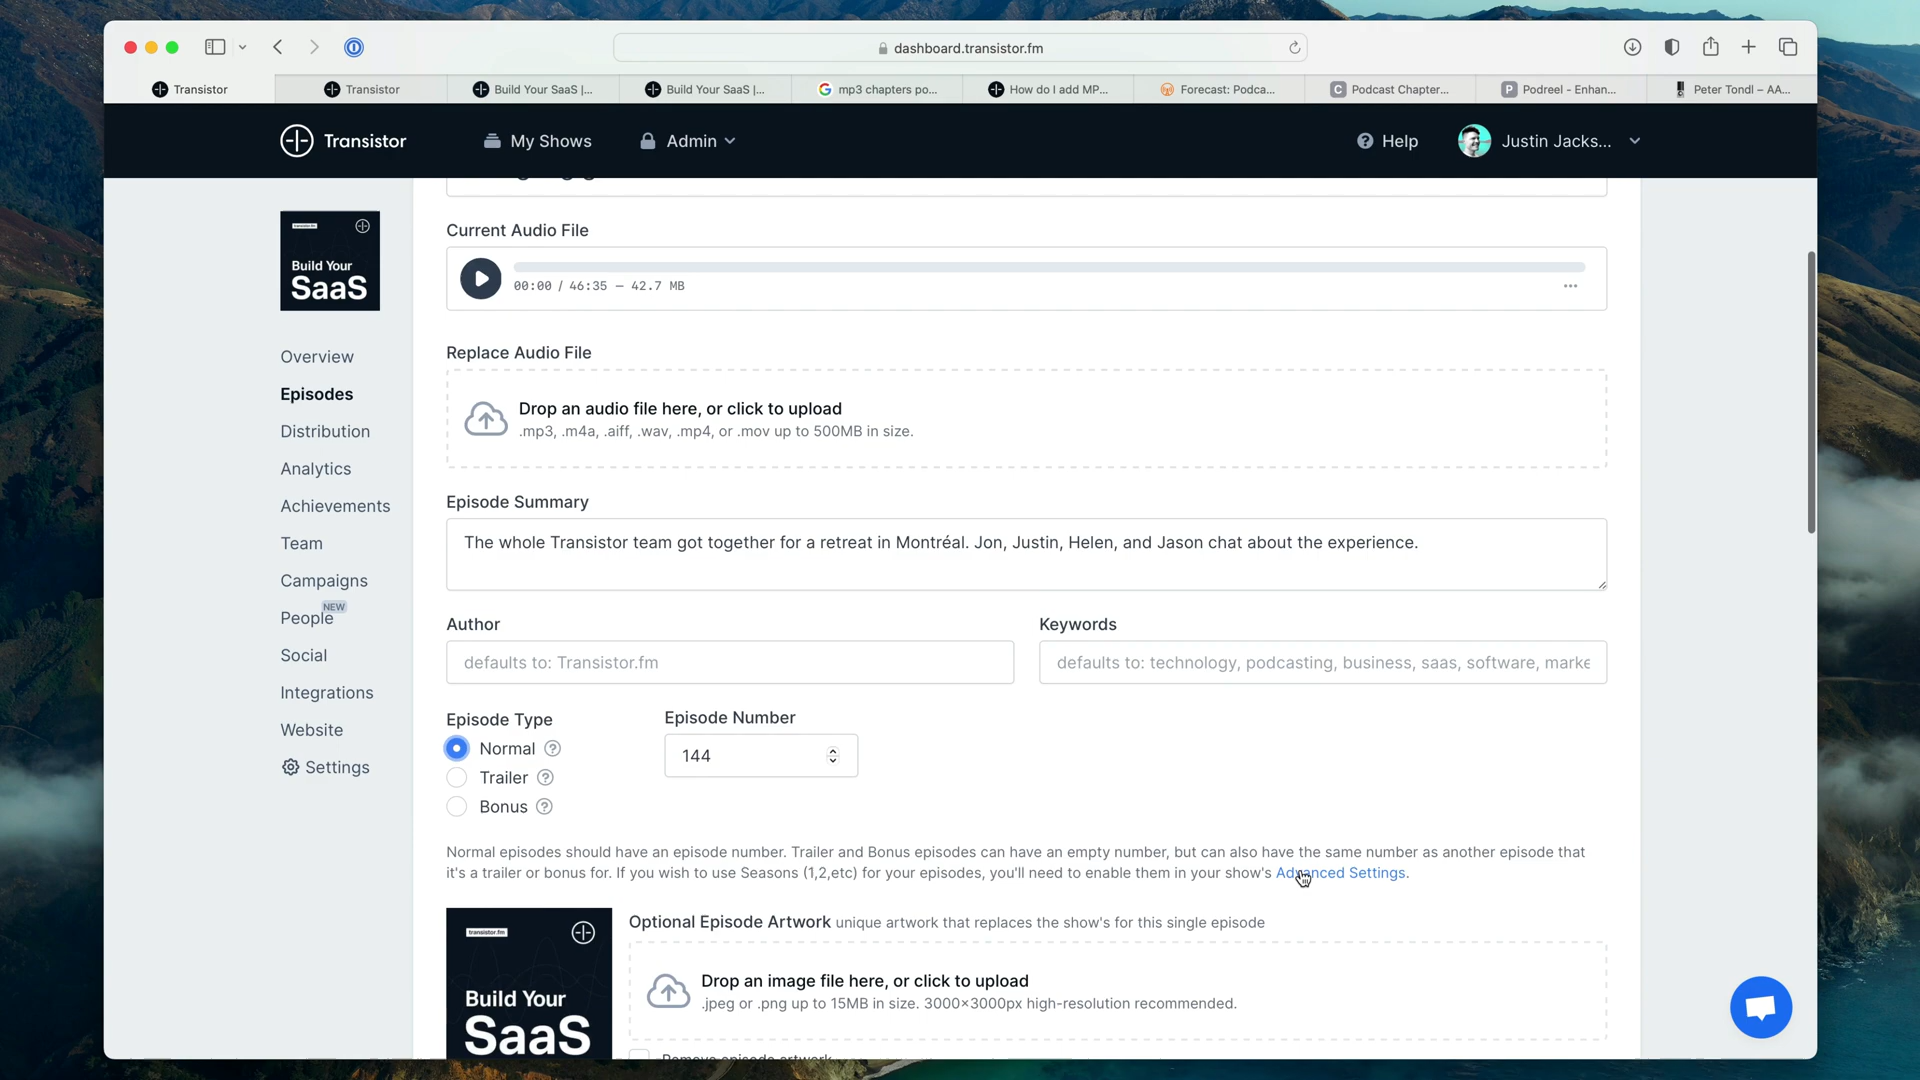 dashboard.transistor.fm
Transistor
Transistor
Build Your SaaS |...
Build Your SaaS |...
mp3 chapters po...
How do I add MP...
Forecast: Podca...
Podcast Chapter...
Podreel - Enhan...
Peter Tondl – AA...
Transistor
My Shows
Admin
Help
Justin Jacks...
transistor.fm
Build Your
SaaS
Overview
Episodes
Distribution
Analytics
Achievements
Team
Campaigns
People NEW
Social
Integrations
Website
Settings
Current Audio File
00:00 / 46:35 — 42.7 MB
Replace Audio File
Drop an audio file here, or click to upload
.mp3, .m4a, .aiff, .wav, .mp4, or .mov up to 500MB in size.
Episode Summary
The whole Transistor team got together for a retreat in Montréal. Jon, Justin, Helen, and Jason chat about the experience.
Author
Keywords
defaults to: Transistor.fm
defaults to: technology, podcasting, business, saas, software, marke
Episode Type
Episode Number
Normal
144
Trailer
Bonus
Normal episodes should have an episode number. Trailer and Bonus episodes can have an empty number, but can also have the same number as another episode that
it's a trailer or bonus for. If you wish to use Seasons (1,2,etc) for your episodes, you'll need to enable them in your show's Advanced Settings.
transistor.fm
Build Your
SaaS
Optional Episode Artwork unique artwork that replaces the show's for this single episode
Drop an image file here, or click to upload
.jpeg or .png up to 15MB in size. 3000×3000px high-resolution recommended.
Remove episode artwork